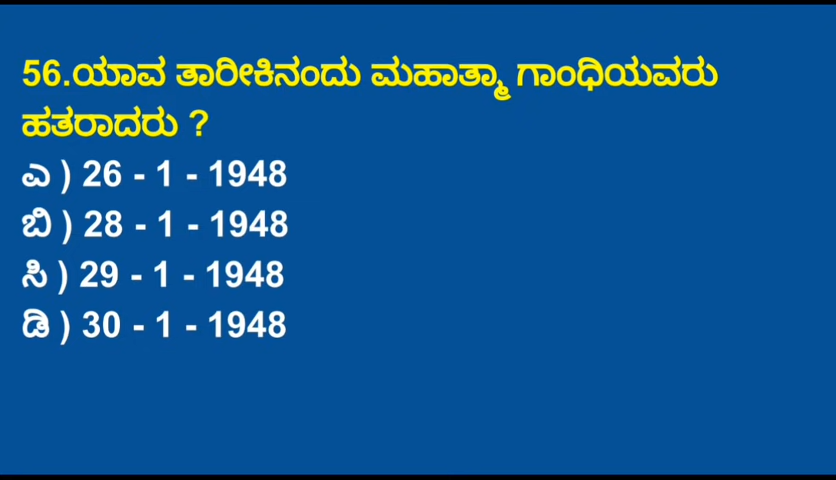 56.ಯಾವ ತಾರೀಕಿನಂದು ಮಹಾತ್ಮಾ ಗಾಂಧಿಯವರು
ಹತರಾದರು ?
ಎ ) 26 - 1 - 1948
ಬಿ ) 28 - 1 - 1948
ಸಿ ) 29 - 1 - 1948
ಡಿ ) 30 - 1 - 1948